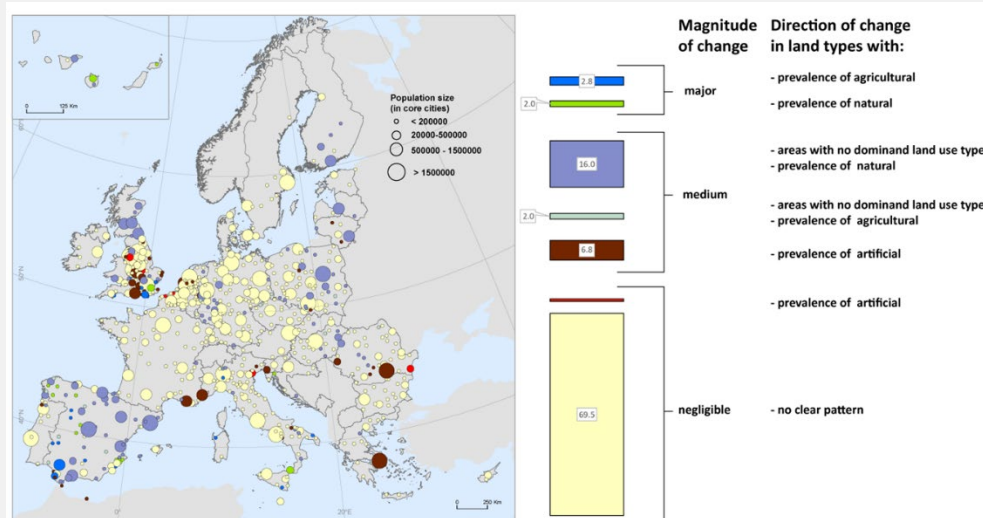 125 Km
Population size
(in core cities)
< 200000
20000-500000
500000 - 1500000
> 1500000
50°N
40°N
0°
20°E
250 Km
Magnitude
of change
Direction of change
in land types with:
2.8
2.0
major
- prevalence of agricultural
- prevalence of natural
16.0
2.0
6.8
medium
- areas with no dominand land use type
- prevalence of natural
- areas with no dominand land use type
- prevalence of agricultural
- prevalence of artificial
- prevalence of artificial
69.5
negligible
- no clear pattern